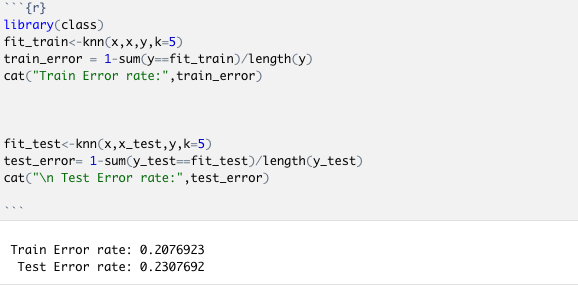 ```{r}
library(class)
fit_train<-knn(x,x,y,k=5)
train_error = 1-sum(y==fit_train)/length(y)
cat("Train Error rate:",train_error)
fit_test<-knn(x,x_test,y,k=5)
test_error= 1-sum(y_test==fit_test)/length(y_test)
cat("\n Test Error rate:",test_error)
```
Train Error rate: 0.2076923
Test Error rate: 0.2307692